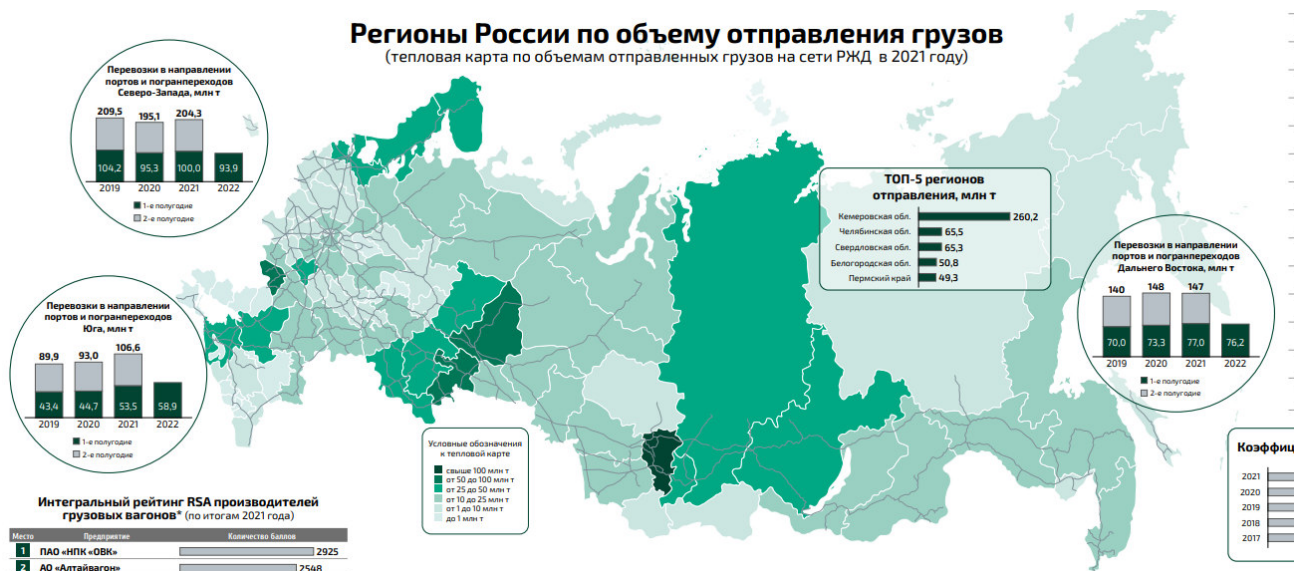 Регионы России по объему отправления грузов
(тепловая карта по объемам отправленных грузов на сети РЖД в 2021 году)
Перевозки в направлении
портов и погранпереходов
Северо-Запада, млн т
209,5
195,1
204,3
104,2
95,3
100,0
93,9
2019
2020
2021
2022
1-е полугодие
2-е полугодие
ТОП-5 регионов
отправления, млн т
Кемеровская обл.
260,2
Челябинская обл.
65,5
Свердловская обл.
65,3
Белогородская обл.
50,8
Пермский край
49,3
Перевозки в направлении
портов и погранпереходов
Дальнего Востока, млн т
140
148
147
70,0
73,3
77,0
76,2
2019
2020
2021
2022
1-е полугодие
2-е полугодие
Перевозки в направлении
портов и погранпереходов
Юга, млн т
89,9
93,0
106,6
43,4
44,7
53,5
58,9
2019
2020
2021
2022
1-е полугодие
2-е полугодие
Условные обозначения
к тепловой карте
свыше 100 млн т
от 50 до 100 млн т
от 25 до 50 млн т
от 10 до 25 млн т
от 1 до 10 млн т
до 1 млн т
Коэффиц
2021
2020
2019
2018
2017
Интегральный рейтинг RSA производителей
грузовых вагонов* (по итогам 2021 года)
Место Предприятие Количество баллов
1 ПАО «НПК «ОВК» 2925
2 АО «Алтайвагон» 2548